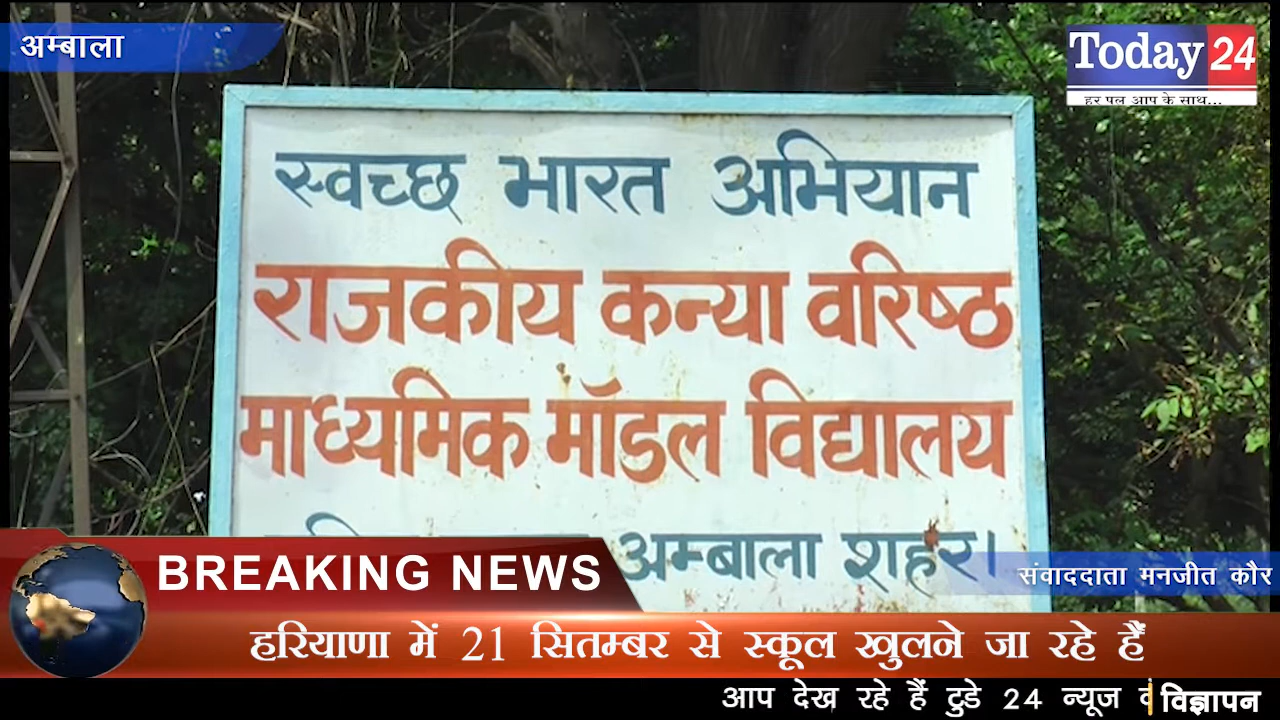 अम्बाला
Today 24
हर पल आप के साथ...
स्वच्छ भारत अभियान
राजकीय कन्या वरिष्ठ
माध्यमिक मॉडल विद्यालय
अम्बाला शहर।
संवाददाता मनजीत कौर
BREAKING NEWS
हरियाणा में 21 सितम्बर से स्कूल खुलने जा रहे हैं
आप देख रहे हैं टुडे 24 न्यूज
विज्ञापन